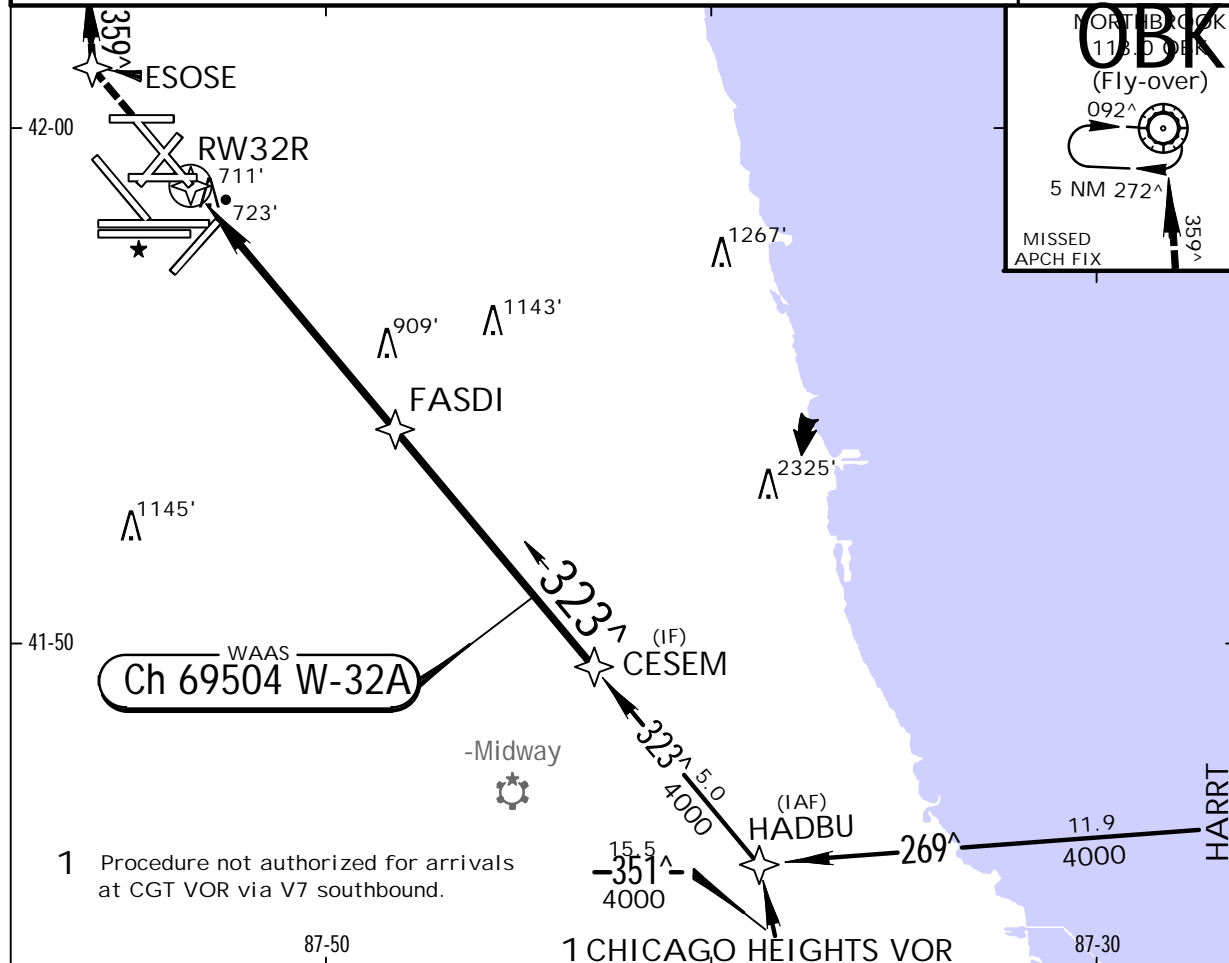 359^
ESOSE
42-00
RW32R
711'
723'
NORTHBROOK
OBK
113.0 OBK
(Fly-over)
092^
5 NM 272^
359^
MISSED
APCH FIX
1267'
909'
1143'
FASDI
2325'
1145'
323^
41-50
(IF)
CESEM
WAAS
Ch 69504 W-32A
-Midway
323^
5.0
4000
(IAF)
HADBU
269^
11.9
4000
HARRT
15.5
351^
4000
1 Procedure not authorized for arrivals
at CGT VOR via V7 southbound.
87-50
1 CHICAGO HEIGHTS VOR
87-30